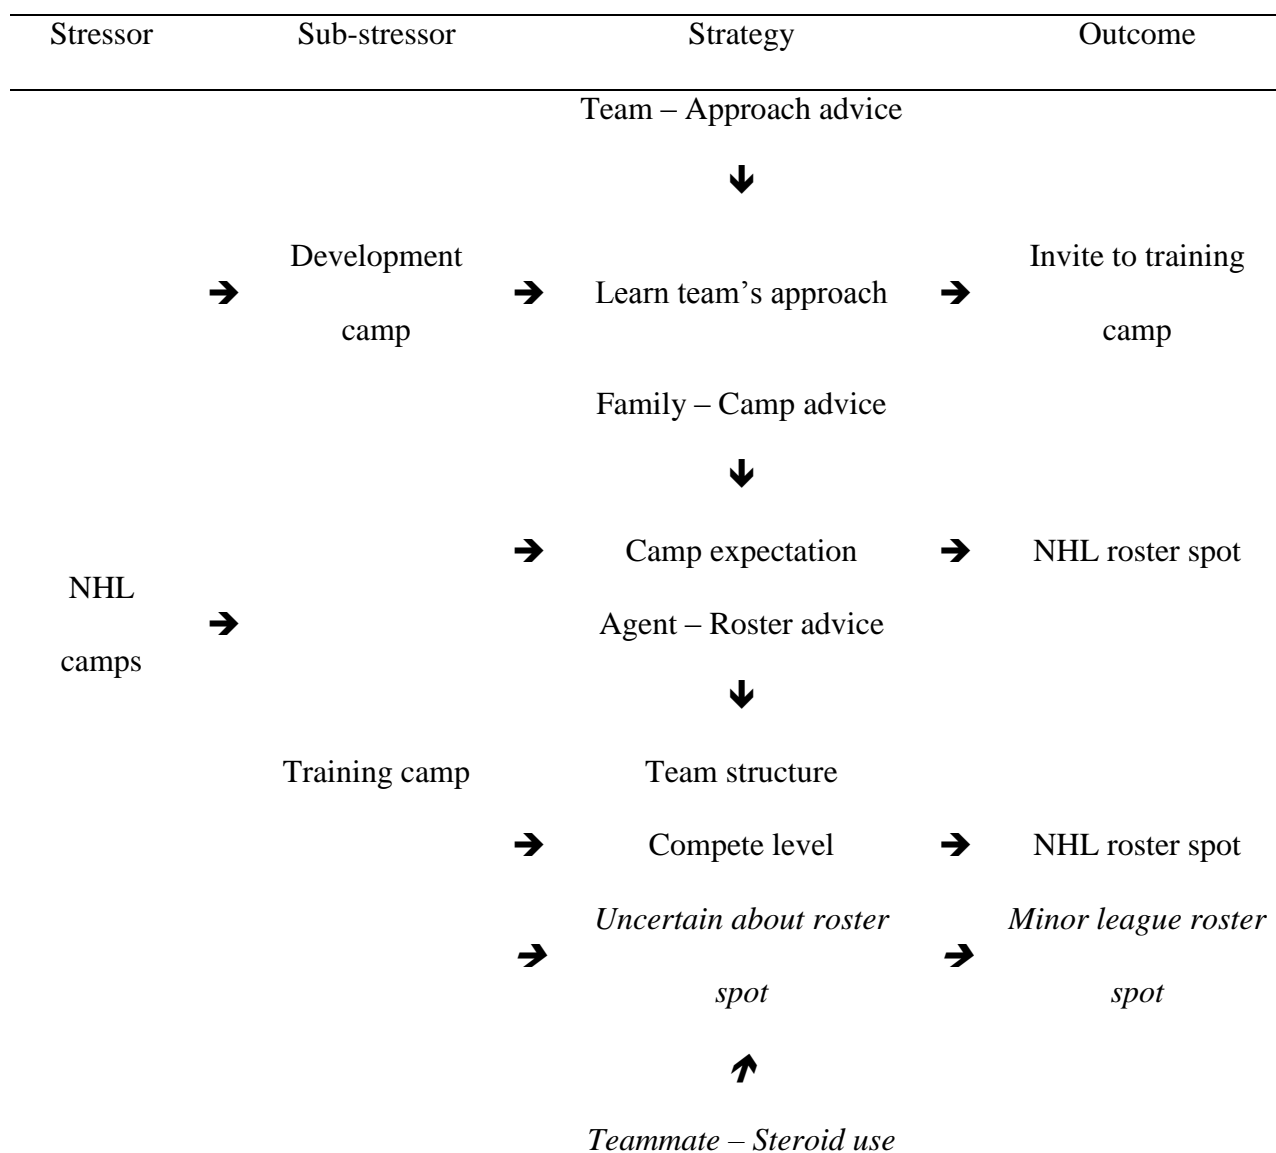 Stressor Sub-stressor Strategy Outcome
Team – Approach advice
🡫
Development Invite to training
🡪 🡪 Learn team’s approach 🡪
camp camp
Family – Camp advice
🡫
🡪 Camp expectation 🡪 NHL roster spot
NHL
🡪 Agent – Roster advice
camps
🡫
Training camp Team structure
🡪 Compete level 🡪 NHL roster spot
Uncertain about roster Minor league roster
🡪 🡪
spot spot
🡩
Teammate – Steroid use